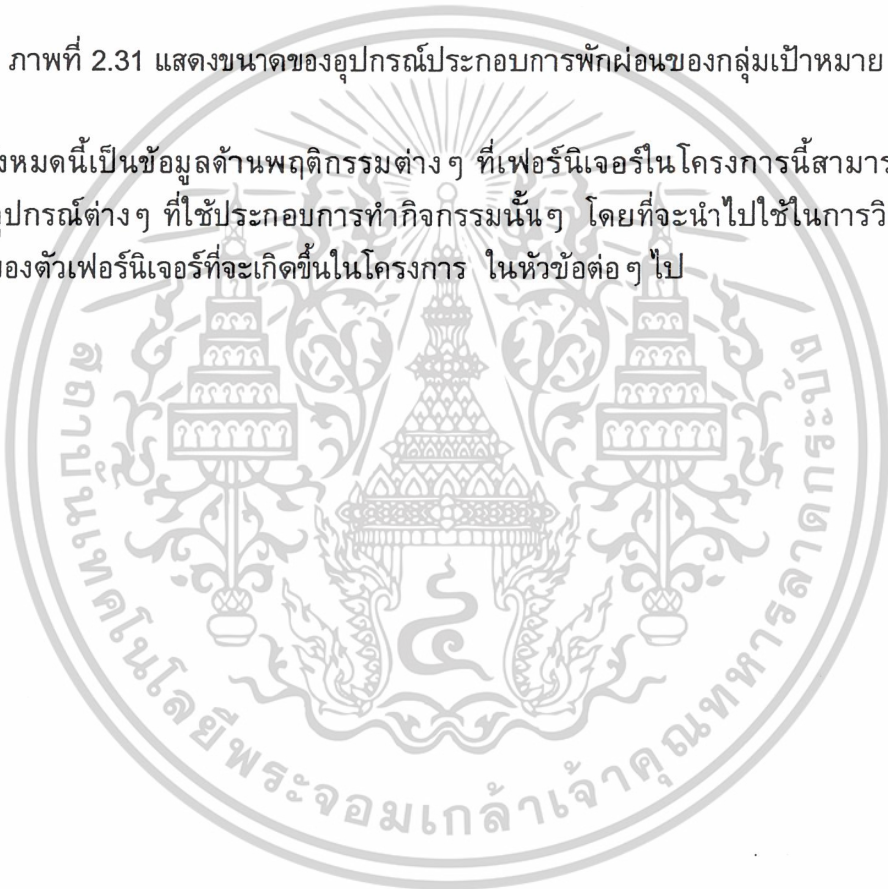 ภาพที่ 2.31 แสดงขนาดของอุปกรณ์ประกอบการพักผ่อนของกลุ่มเป้าหมาย
งหมดนี้เป็นข้อมูลด้านพฤติกรรมต่างๆ ที่เฟอร์นิเจอร์ในโครงการนี้สามาร
ุปกรณ์ต่างๆ ที่ใช้ประกอบการทำกิจกรรมนั้นๆ โดยที่จะนำไปใช้ในการวิ
องตัวเฟอร์นิเจอร์ที่จะเกิดขึ้นในโครงการ ในหัวข้อต่อๆ ไป
สถาบันเทคโนโลยีพระจอมเกล้าเจ้าคุณทหารลาดกระบัง